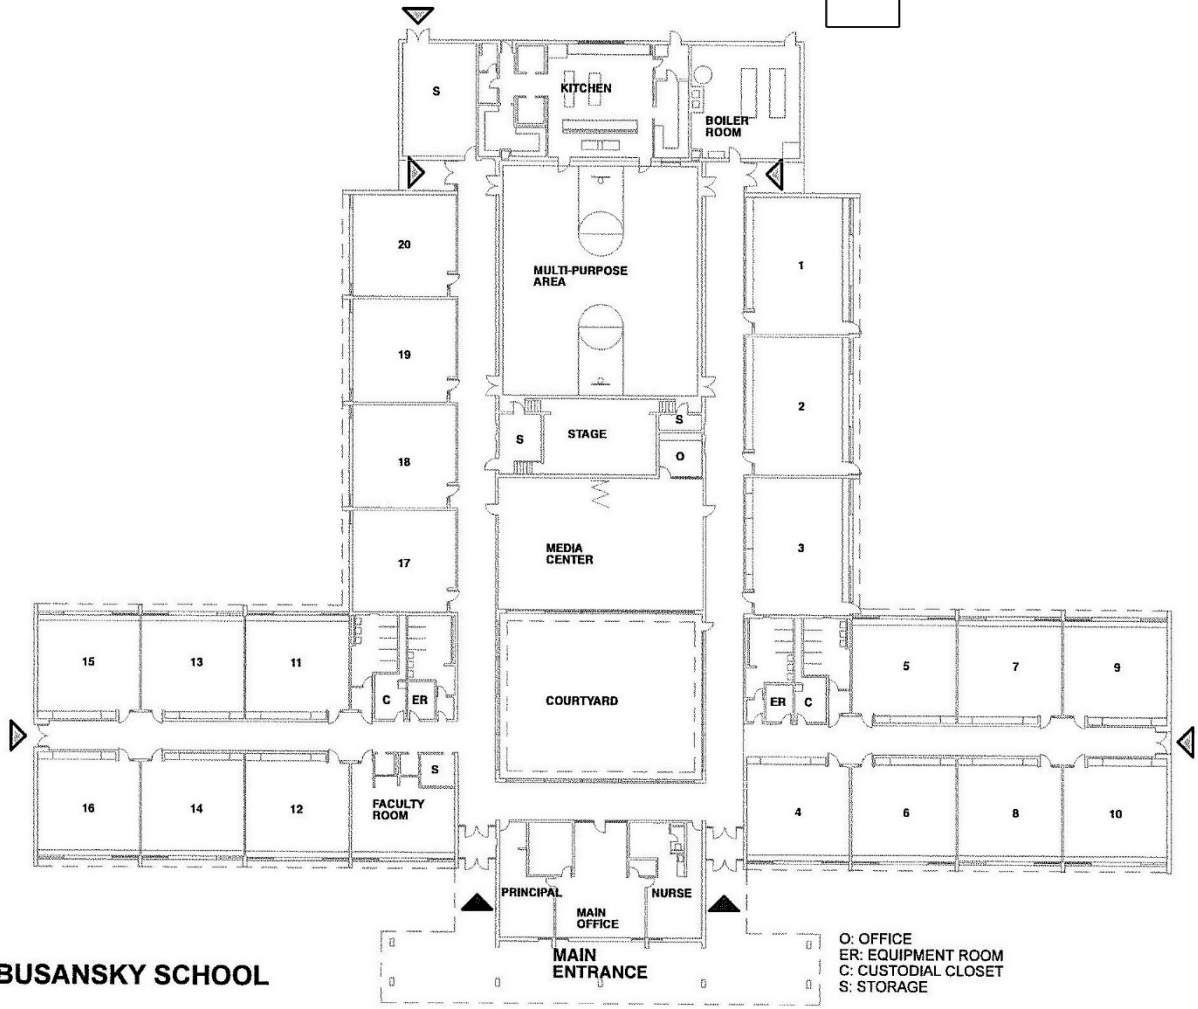 S
KITCHEN
BOILER
ROOM
20
MULTI-PURPOSE
AREA
1
19
2
18
S
STAGE
S
O
17
MEDIA
CENTER
3
15
13
11
C
ER
COURTYARD
ER
C
5
7
9
16
14
12
FACULTY
ROOM
S
4
6
8
10
PRINCIPAL
MAIN
OFFICE
NURSE
MAIN
ENTRANCE
BUSANSKY SCHOOL
O: OFFICE
ER: EQUIPMENT ROOM
C: CUSTODIAL CLOSET
S: STORAGE